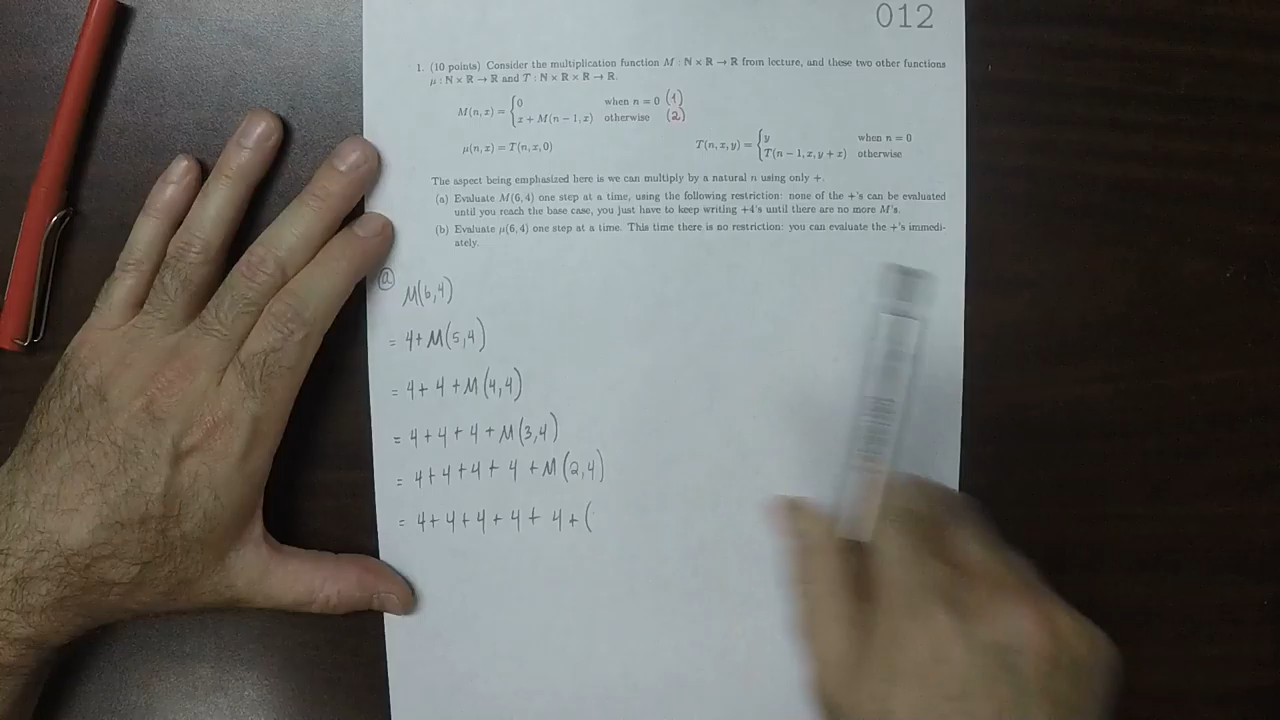 012
1. (10 points) Consider the multiplication function M : ℕ × ℝ → ℝ from lecture, and these two other functions
μ : ℕ × ℝ → ℝ and T : ℕ × ℝ × ℝ → ℝ.
M(n, x) = { 0 when n = 0 (1)
x + M(n − 1, x) otherwise (2)
μ(n, x) = T(n, x, 0)
T(n, x, y) = { y when n = 0
T(n − 1, x, y + x) otherwise
The aspect being emphasized here is we can multiply by a natural n using only +.
(a) Evaluate M(6, 4) one step at a time, using the following restriction: none of the +'s can be evaluated
until you reach the base case, you just have to keep writing +4's until there are no more M's.
(b) Evaluate μ(6, 4) one step at a time. This time there is no restriction: you can evaluate the +'s immedi-
ately.
a M(6,4)
= 4+M(5,4)
= 4+ 4 +M(4,4)
= 4+4+4 +M(3,4)
= 4+4+4+ 4 +M(2,4)
= 4+4+4+4+ 4+(